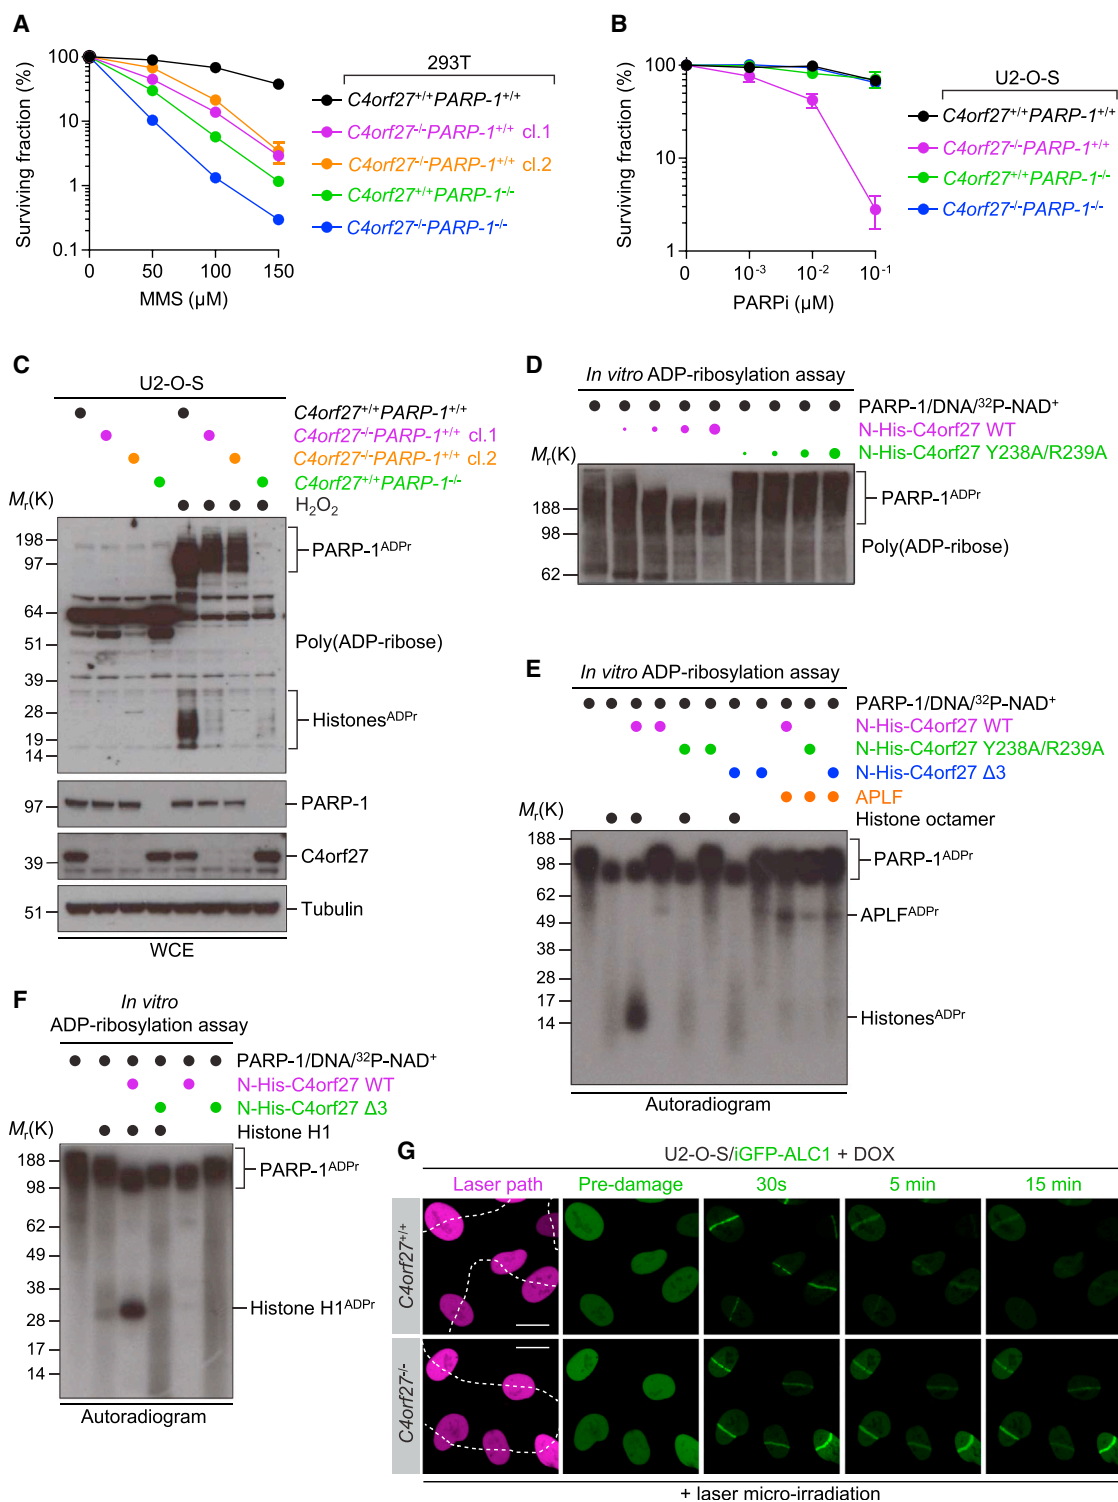 A
Surviving fraction (%)
100
10
1
0.1
0
50
100
150
MMS (µM)
293T
C4orf27+/+PARP-1+/+
C4orf27-/-PARP-1+/+ cl.1
C4orf27-/-PARP-1+/+ cl.2
C4orf27+/+PARP-1-/-
C4orf27-/-PARP-1-/-
B
Surviving fraction (%)
100
10
1
0
10-3
10-2
10-1
PARPi (µM)
U2-O-S
C4orf27+/+PARP-1+/+
C4orf27-/-PARP-1+/+
C4orf27+/+PARP-1-/-
C4orf27-/-PARP-1-/-
C
U2-O-S
C4orf27+/+PARP-1+/+
C4orf27-/-PARP-1+/+ cl.1
C4orf27-/-PARP-1+/+ cl.2
C4orf27+/+PARP-1-/-
H2O2
Mr(K)
198
97
64
51
39
28
19
14
PARP-1ADPr
Poly(ADP-ribose)
HistonesADPr
97
PARP-1
39
C4orf27
51
Tubulin
WCE
D
In vitro ADP-ribosylation assay
PARP-1/DNA/32P-NAD+
N-His-C4orf27 WT
N-His-C4orf27 Y238A/R239A
Mr(K)
188
98
62
PARP-1ADPr
Poly(ADP-ribose)
E
In vitro ADP-ribosylation assay
PARP-1/DNA/32P-NAD+
N-His-C4orf27 WT
N-His-C4orf27 Y238A/R239A
N-His-C4orf27 Δ3
APLF
Histone octamer
Mr(K)
188
98
62
49
38
28
17
14
PARP-1ADPr
APLFADPr
HistonesADPr
Autoradiogram
F
In vitro
ADP-ribosylation assay
PARP-1/DNA/32P-NAD+
N-His-C4orf27 WT
N-His-C4orf27 Δ3
Histone H1
Mr(K)
188
98
62
49
38
28
17
14
PARP-1ADPr
Histone H1ADPr
Autoradiogram
G
U2-O-S/iGFP-ALC1 + DOX
Laser path
Pre-damage
30s
5 min
15 min
C4orf27+/+
C4orf27-/-
+ laser micro-irradiation